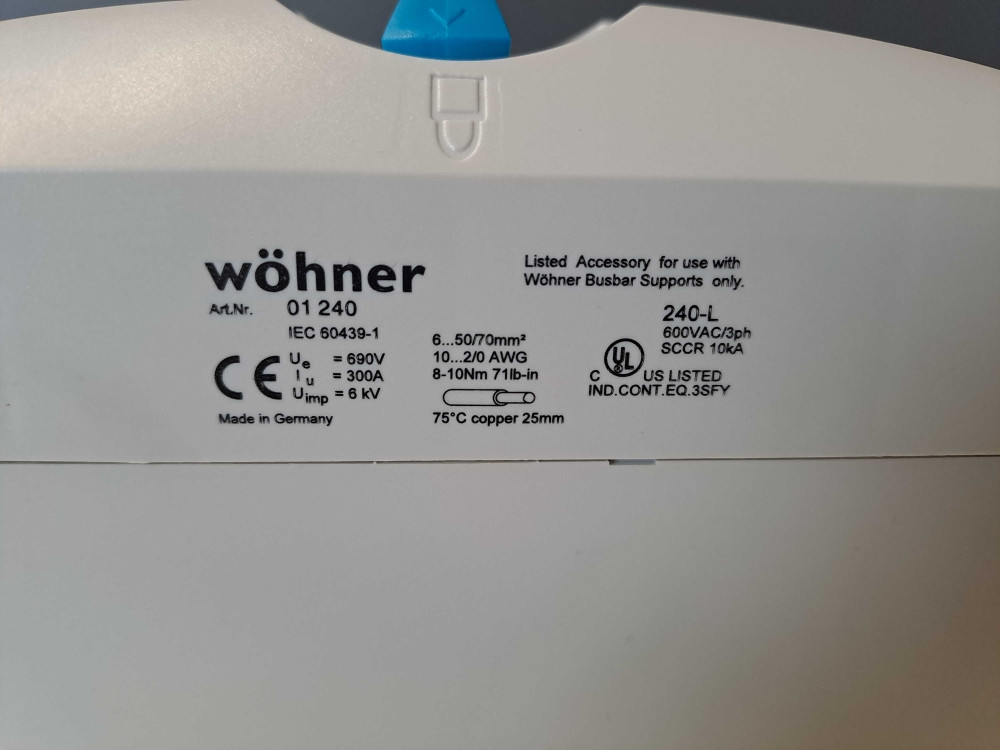 wöhner
Art.Nr. 01 240
IEC 60439-1
CE
Ue = 690V
Iu = 300A
Uimp = 6 kV
Made in Germany
6...50/70mm²
10...2/0 AWG
8-10Nm 71lb-in
75°C copper 25mm
Listed Accessory for use with
Wöhner Busbar Supports only.
240-L
600VAC/3ph
SCCR 10kA
UL
C US LISTED
IND.CONT.EQ.3SFY